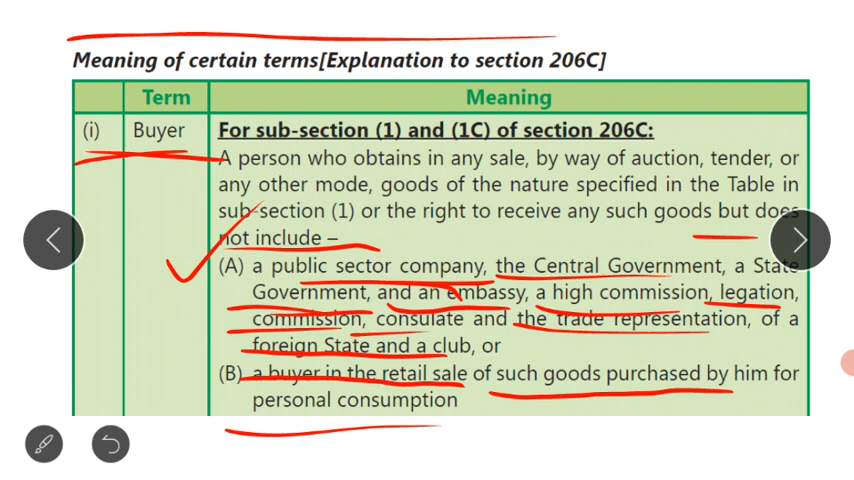 Meaning of certain terms[Explanation to section 206C]
Term Meaning
(i) Buyer For sub-section (1) and (1C) of section 206C:
A person who obtains in any sale, by way of auction, tender, or
any other mode, goods of the nature specified in the Table in
sub-section (1) or the right to receive any such goods but does
not include –
(A) a public sector company, the Central Government, a State
Government, and an embassy, a high commission, legation,
commission, consulate and the trade representation, of a
foreign State and a club, or
(B) a buyer in the retail sale of such goods purchased by him for
personal consumption